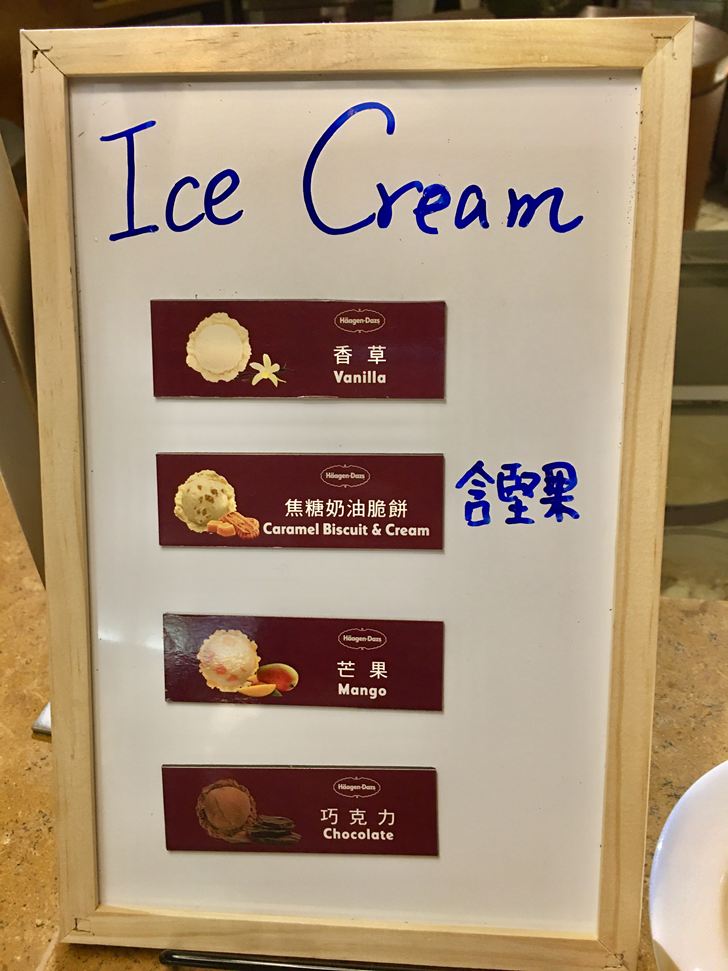 Ice Cream
Häagen-Dazs
香草
Vanilla
Häagen-Dazs
焦糖奶油脆餅
Caramel Biscuit & Cream
含堅果
Häagen-Dazs
芒果
Mango
Häagen-Dazs
巧克力
Chocolate